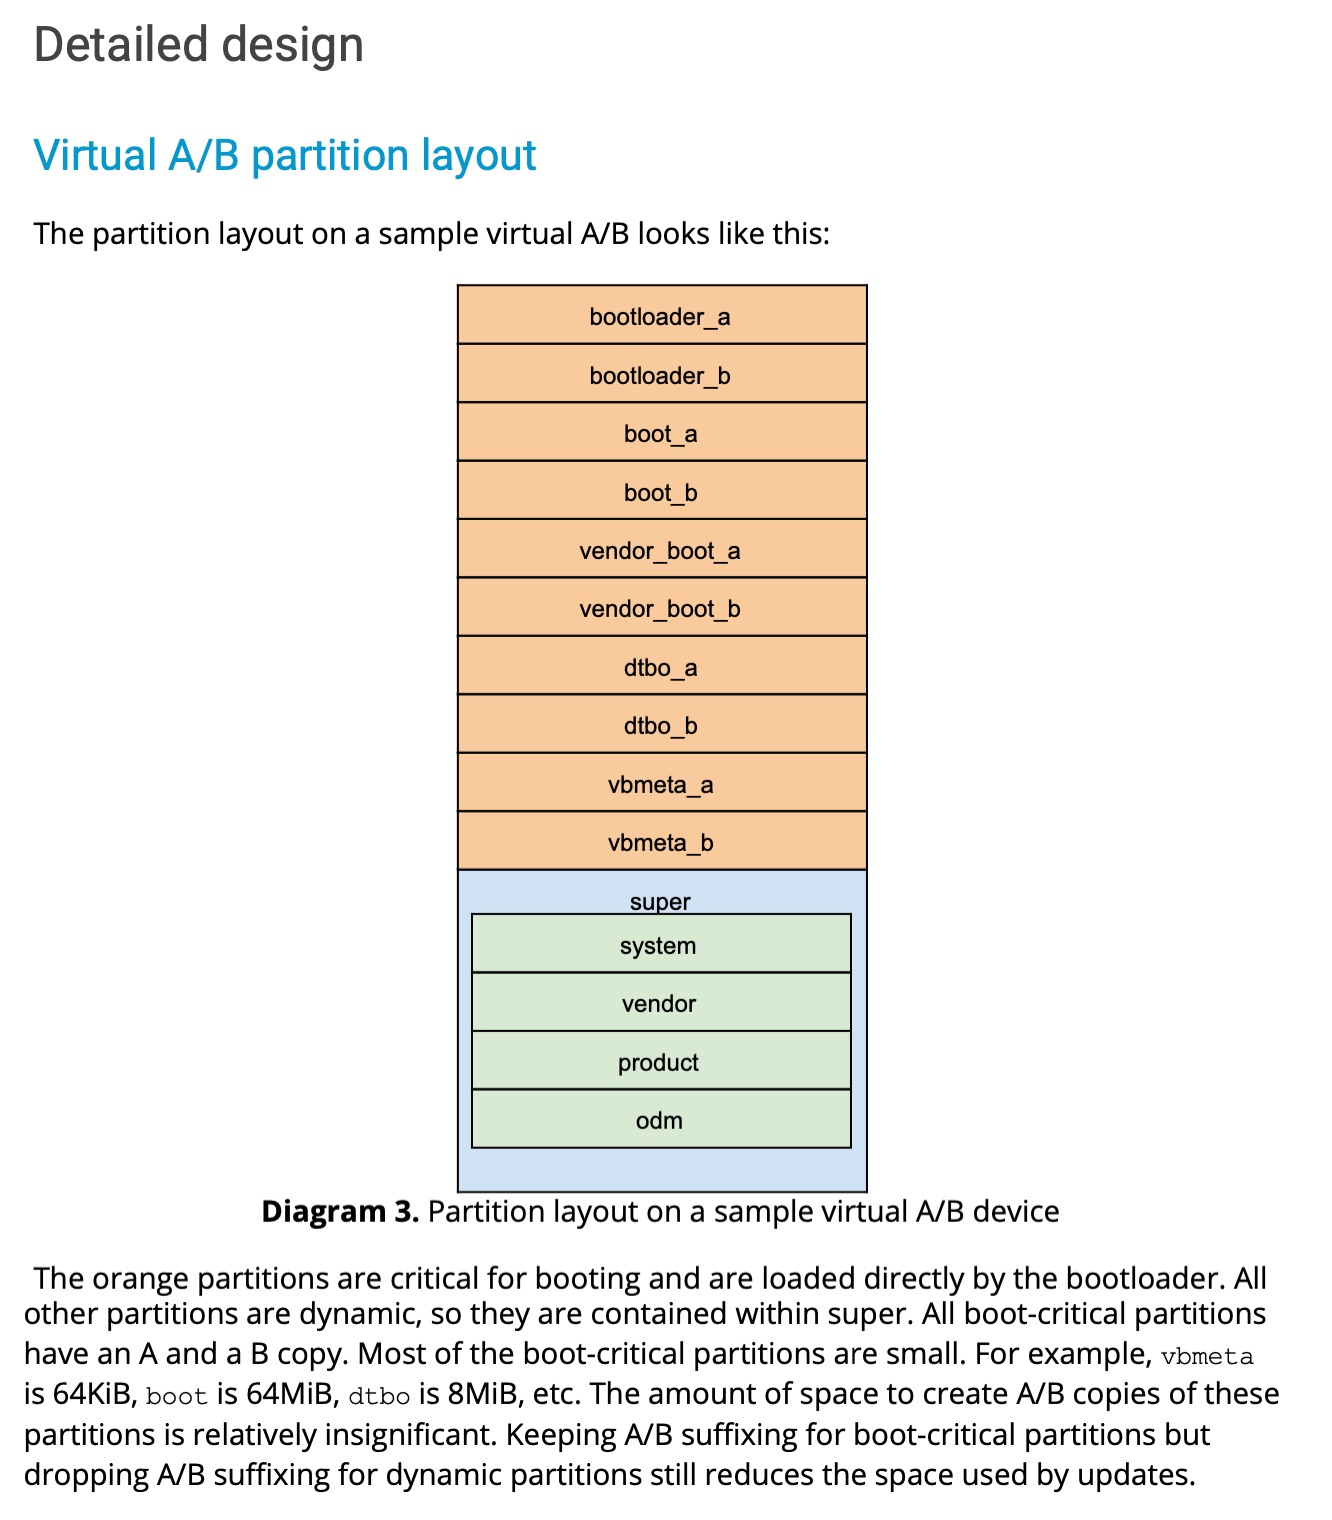 Detailed design
Virtual A/B partition layout
The partition layout on a sample virtual A/B looks like this:
bootloader_a
bootloader_b
boot_a
boot_b
vendor_boot_a
vendor_boot_b
dtbo_a
dtbo_b
vbmeta_a
vbmeta_b
super
system
vendor
product
odm
Diagram 3. Partition layout on a sample virtual A/B device
The orange partitions are critical for booting and are loaded directly by the bootloader. All
other partitions are dynamic, so they are contained within super. All boot-critical partitions
have an A and a B copy. Most of the boot-critical partitions are small. For example, vbmeta
is 64KiB, boot is 64MiB, dtbo is 8MiB, etc. The amount of space to create A/B copies of these
partitions is relatively insignificant. Keeping A/B suffixing for boot-critical partitions but
dropping A/B suffixing for dynamic partitions still reduces the space used by updates.